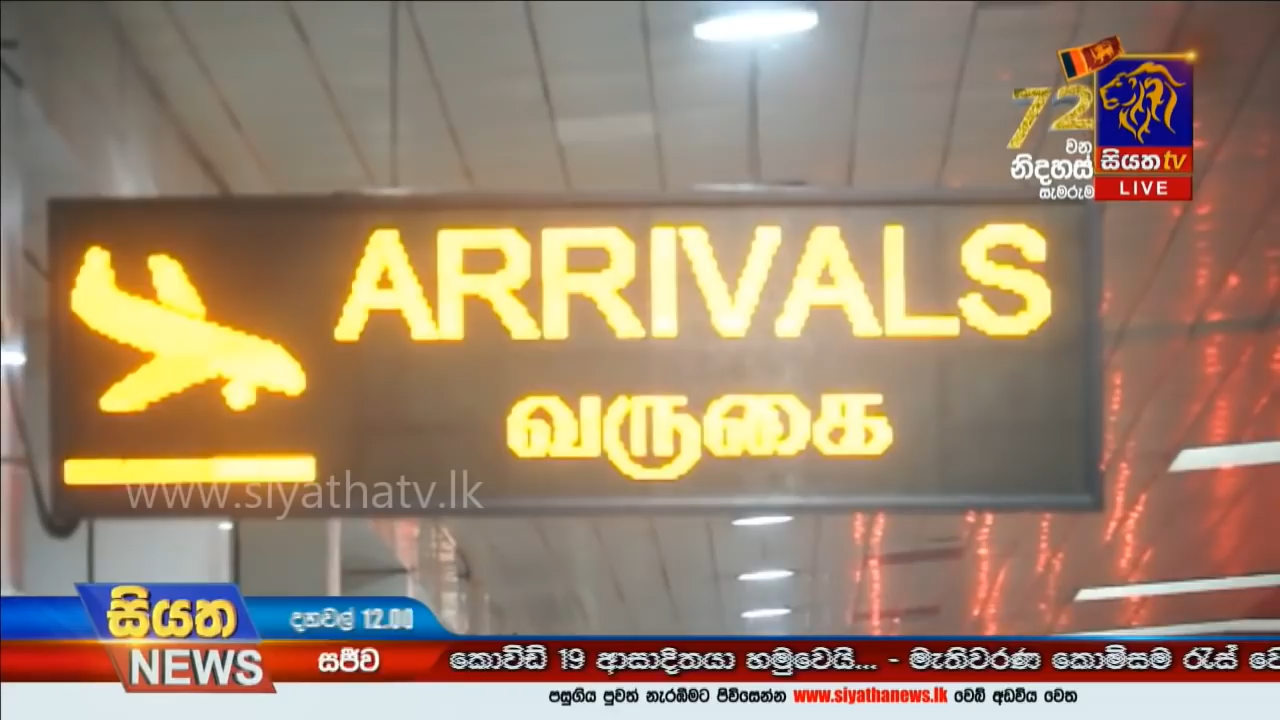 72
වන
නිදහස්
සැමරුම
සියත tv
LIVE
ARRIVALS
வருகை
www.siyathatv.lk
සියත
NEWS
දහවල් 12.00
සජීව
කොවිඩ් 19 ආසාදිතයා හමුවෙයි... - මැතිවරණ කොමිසම රැස්
පසුගිය පුවත් නැරඹීමට පිවිසෙන්න www.siyathanews.lk වෙබ් අඩවිය වෙත